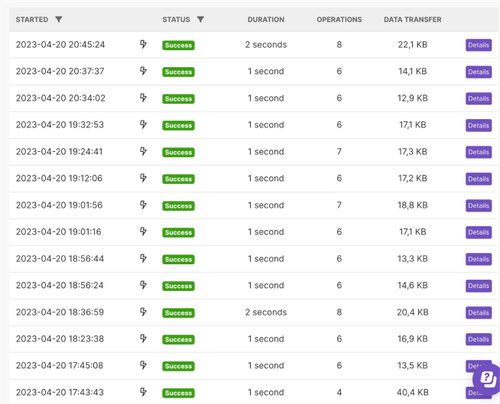 STARTED STATUS DURATION OPERATIONS DATA TRANSFER
2023-04-20 20:45:24 Success 2 seconds 8 22,1 KB Details
2023-04-20 20:37:37 Success 1 second 6 14,1 KB Details
2023-04-20 20:34:02 Success 1 second 6 12,9 KB Details
2023-04-20 19:32:53 Success 1 second 6 17,1 KB Details
2023-04-20 19:24:41 Success 1 second 7 17,3 KB Details
2023-04-20 19:12:06 Success 1 second 6 17,2 KB Details
2023-04-20 19:01:56 Success 1 second 7 18,8 KB Details
2023-04-20 19:01:16 Success 1 second 6 17,1 KB Details
2023-04-20 18:56:44 Success 1 second 6 13,3 KB Details
2023-04-20 18:56:24 Success 1 second 6 14,6 KB Details
2023-04-20 18:36:59 Success 2 seconds 8 20,4 KB Details
2023-04-20 18:23:38 Success 1 second 6 16,9 KB Details
2023-04-20 17:45:08 Success 1 second 6 13,5 KB
2023-04-20 17:43:43 Success 1 second 4 40,4 KB